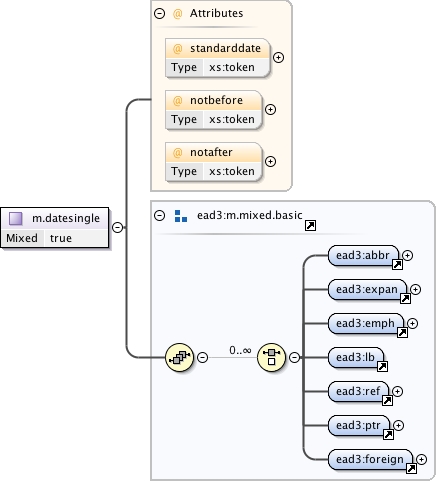 Attributes
@ standarddate
Type xs:token
@ notbefore
Type xs:token
@ notafter
Type xs:token
m.datesingle
Mixed true
ead3:m.mixed.basic
0..∞
ead3:abbr
ead3:expan
ead3:emph
ead3:lb
ead3:ref
ead3:ptr
ead3:foreign